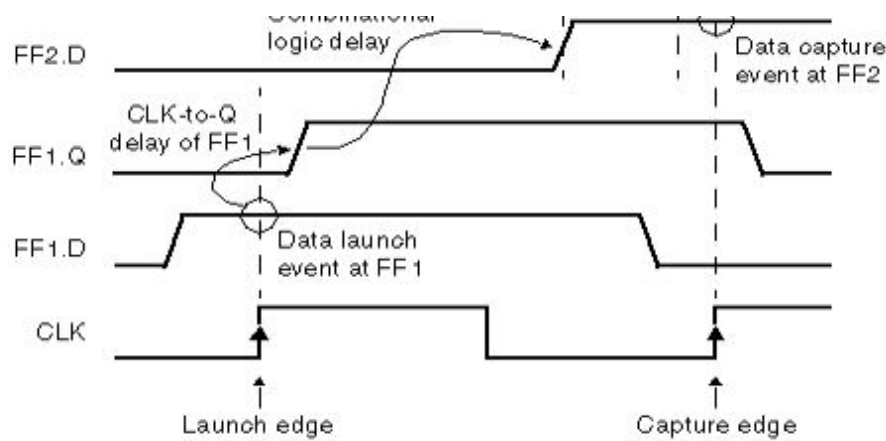 Combinational
logic delay
FF2.D
Data capture
event at FF2
CLK-to-Q
delay of FF1
FF1.Q
Data launch
event at FF1
FF1.D
CLK
Launch edge
Capture edge